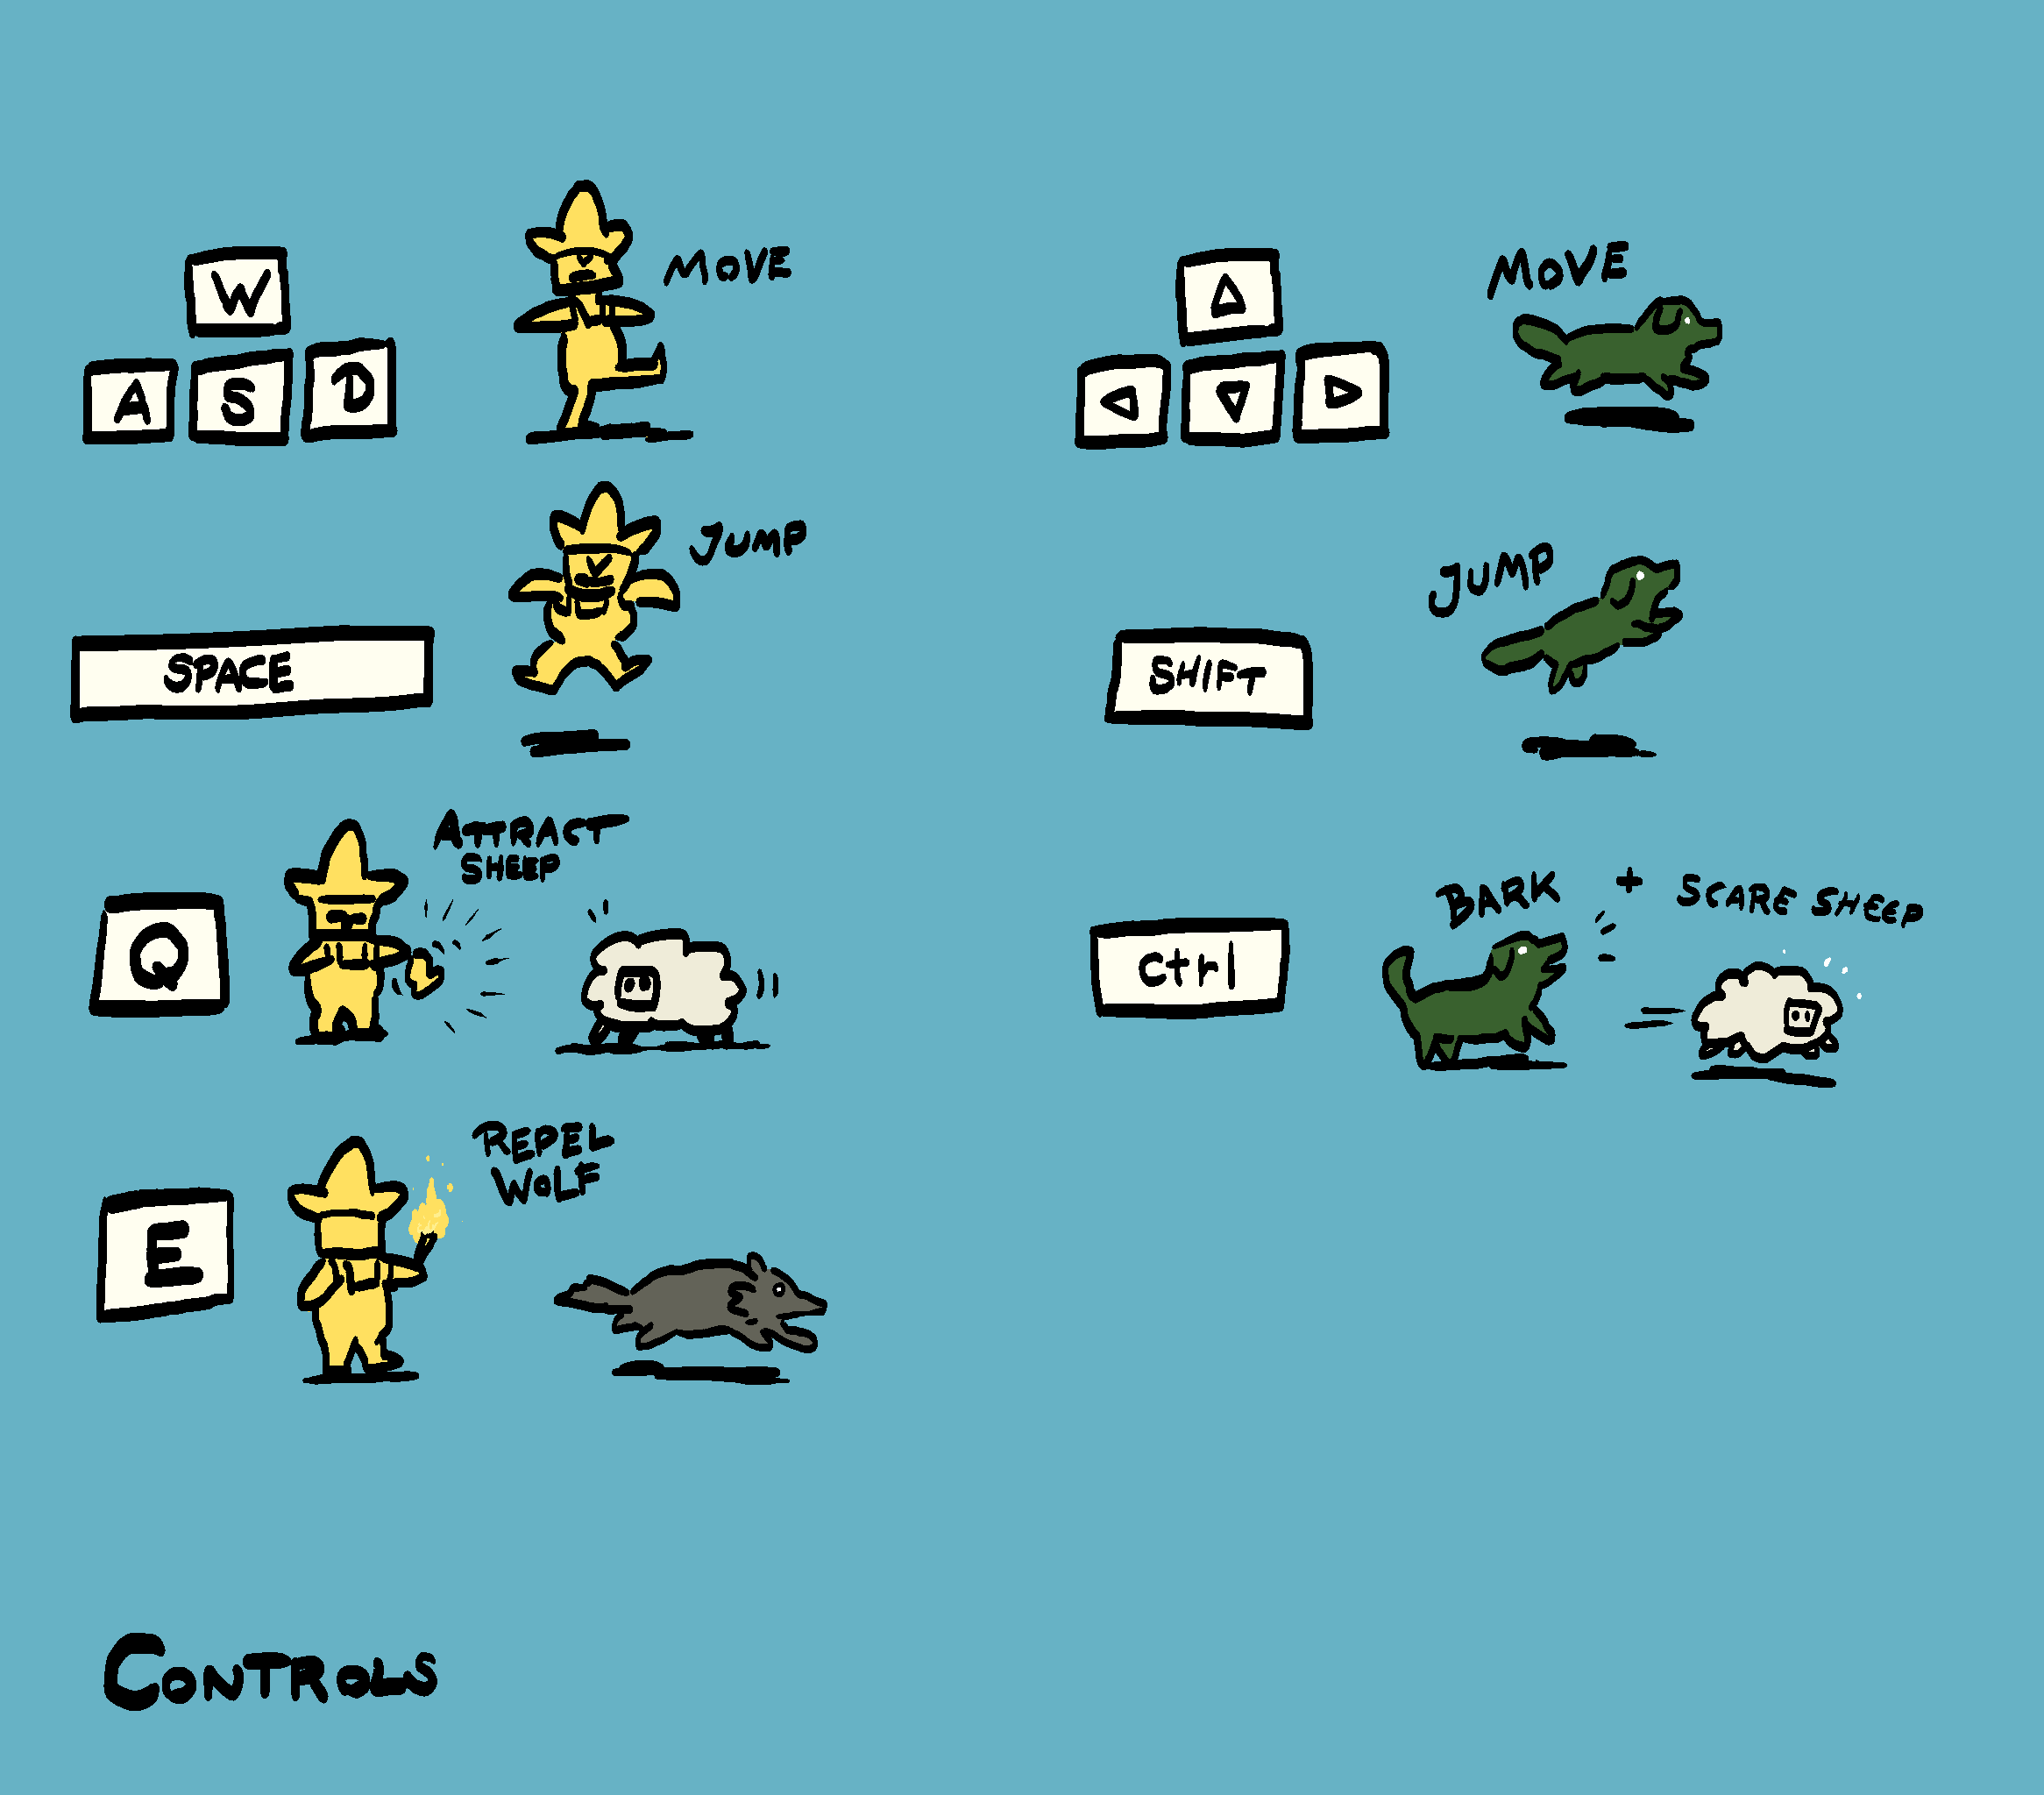 W
A S D
MOVE
SPACE
JUMP
Q
ATTRACT
SHEEP
E
REPEL
WOLF
MOVE
SHIFT
JUMP
ctrl
BARK + SCARE SHEEP
CONTROLS